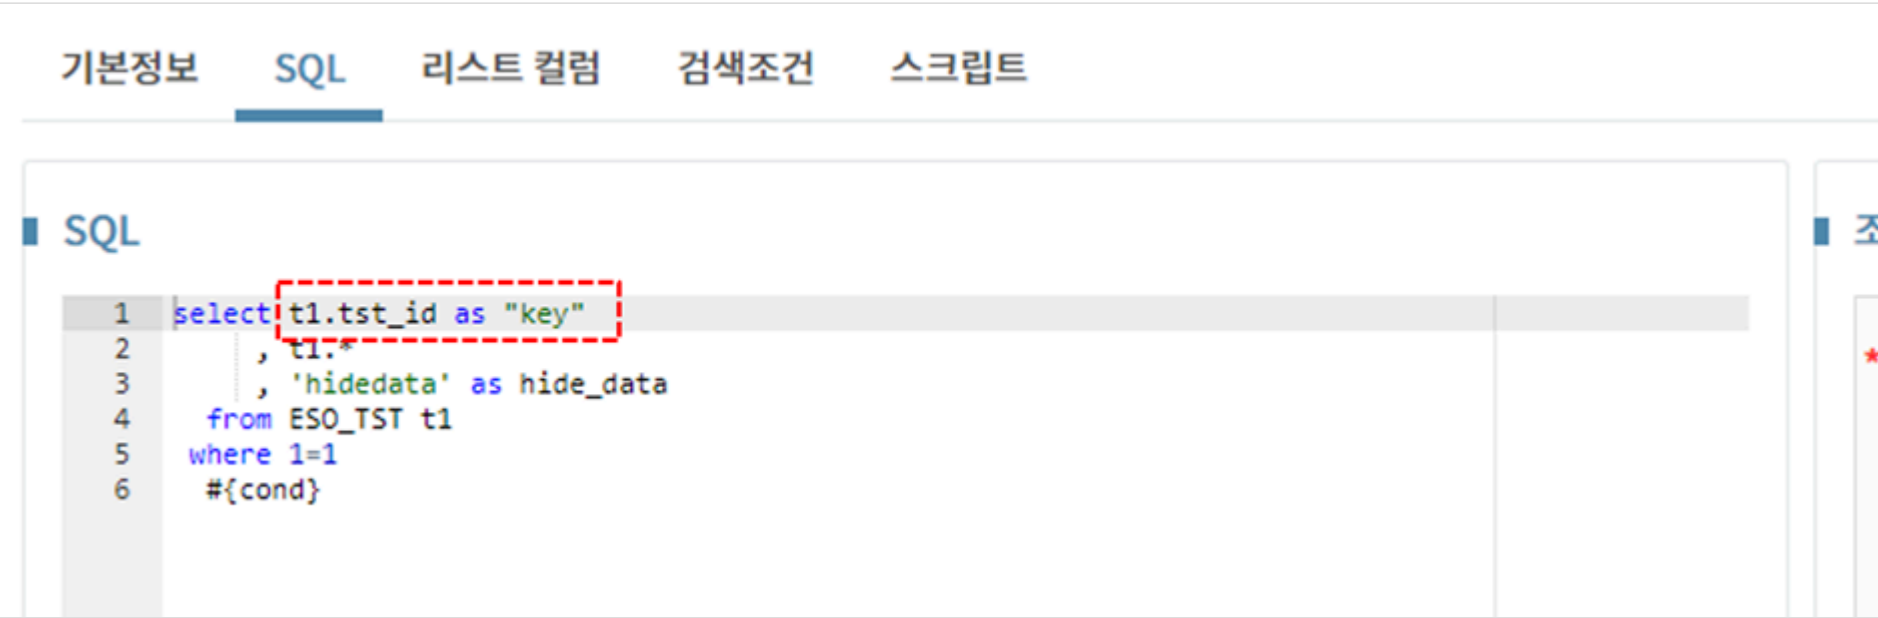 기본정보 SQL 리스트 컬럼 검색조건 스크립트
SQL
1 select t1.tst_id as "key"
2 , t1.*
3 , 'hidedata' as hide_data
4 from ESO_TST t1
5 where 1=1
6 #{cond}
*